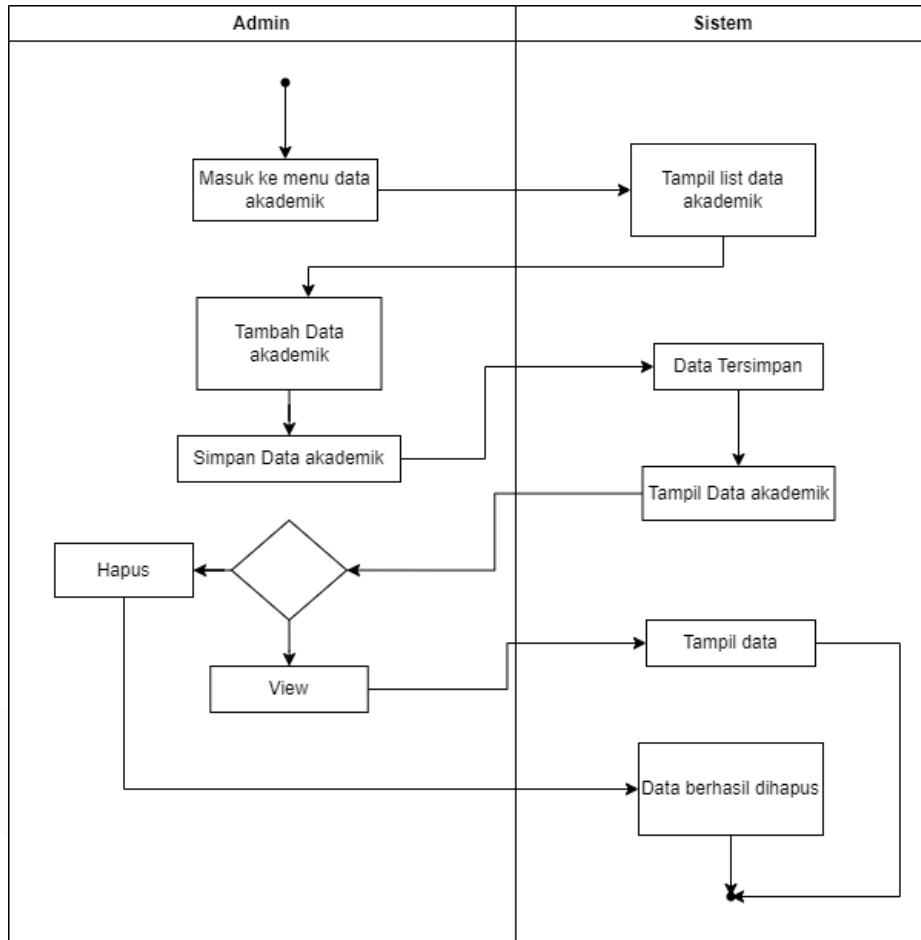 Admin
Sistem
Masuk ke menu data
akademik
Tampil list data
akademik
Tambah Data
akademik
Data Tersimpan
Simpan Data akademik
Tampil Data akademik
Hapus
View
Tampil data
Data berhasil dihapus